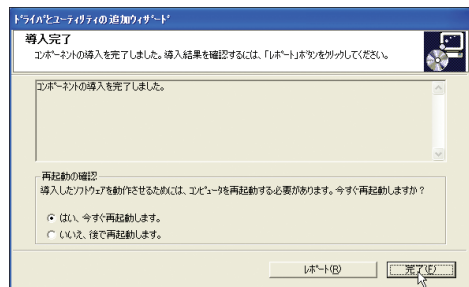 ﾄﾞﾗｲﾊﾞとﾕｰﾃｨﾘﾃｨの追加ｳｨｻﾞｰﾄﾞ
導入完了
ｺﾝﾎﾟｰﾈﾝﾄの導入を完了しました。導入結果を確認するには、「ﾚﾎﾟｰﾄ」ﾎﾞﾀﾝをｸﾘｯｸしてください。
ｺﾝﾎﾟｰﾈﾝﾄの導入を完了しました。
再起動の確認
導入したｿﾌﾄｳｪｱを動作させるためには、ｺﾝﾋﾟｭｰﾀを再起動する必要があります。今すぐ再起動しますか？
はい、今すぐ再起動します。
いいえ、後で再起動します。
ﾚﾎﾟｰﾄ(R)
完了(F)